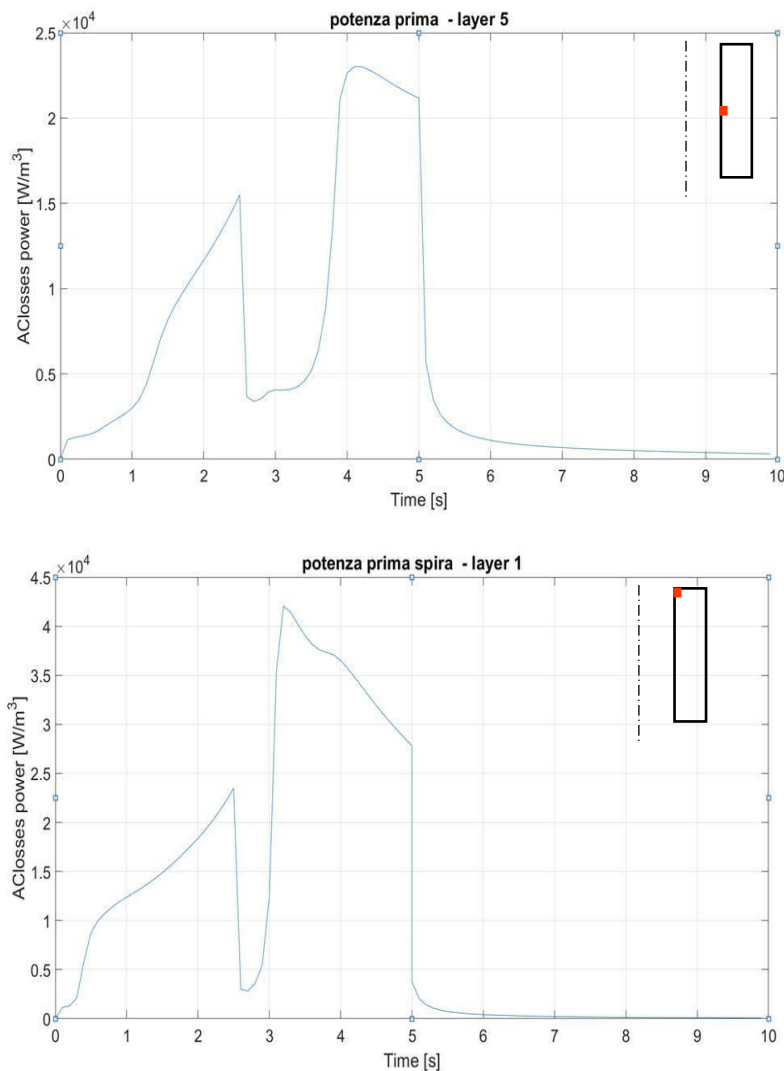 ×10⁴
potenza prima - layer 5
2.5
2
1.5
1
0.5
0
AClosses power [W/m³]
0 1 2 3 4 5 6 7 8 9 10
Time [s]
×10⁴
potenza prima spira - layer 1
4.5
4
3.5
3
2.5
2
1.5
1
0.5
0
AClosses power [W/m³]
0 1 2 3 4 5 6 7 8 9 10
Time [s]